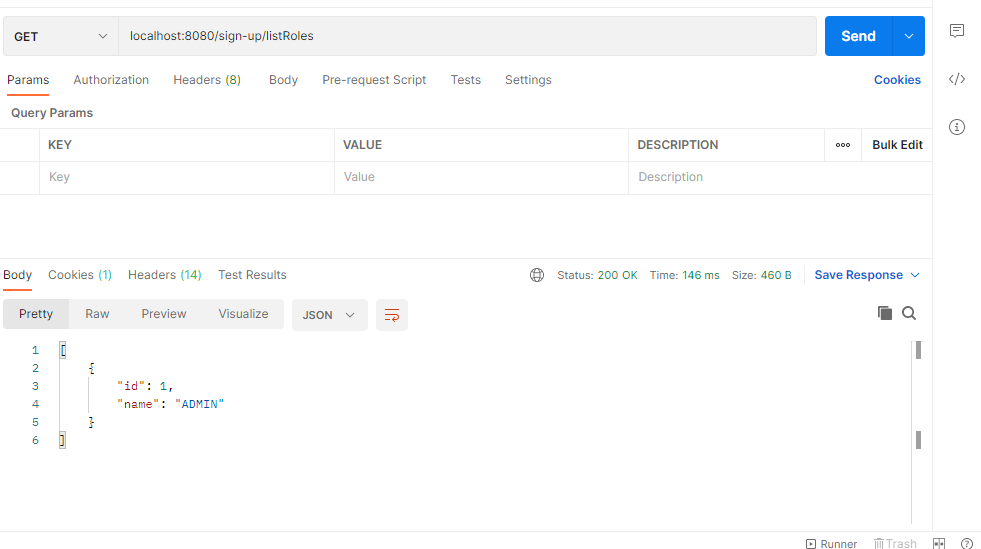 GET localhost:8080/sign-up/listRoles Send
Params Authorization Headers (8) Body Pre-request Script Tests Settings Cookies
Query Params
KEY VALUE DESCRIPTION ooo Bulk Edit
Key Value Description
Body Cookies (1) Headers (14) Test Results Status: 200 OK Time: 146 ms Size: 460 B Save Response
Pretty Raw Preview Visualize JSON
1 [
2 {
3 "id": 1,
4 "name": "ADMIN"
5 }
6 ]
Runner Trash